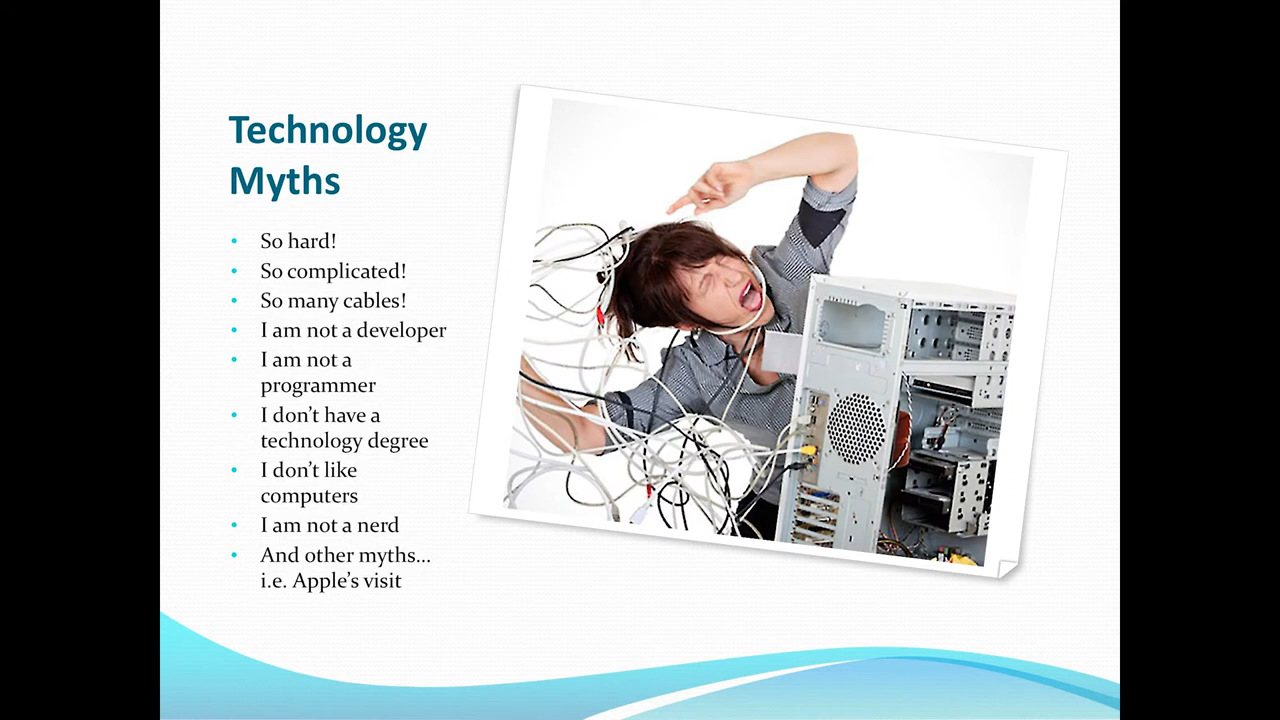 Technology
Myths
• So hard!
• So complicated!
• So many cables!
• I am not a developer
• I am not a
programmer
• I don’t have a
technology degree
• I don’t like
computers
• I am not a nerd
• And other myths...
i.e. Apple’s visit